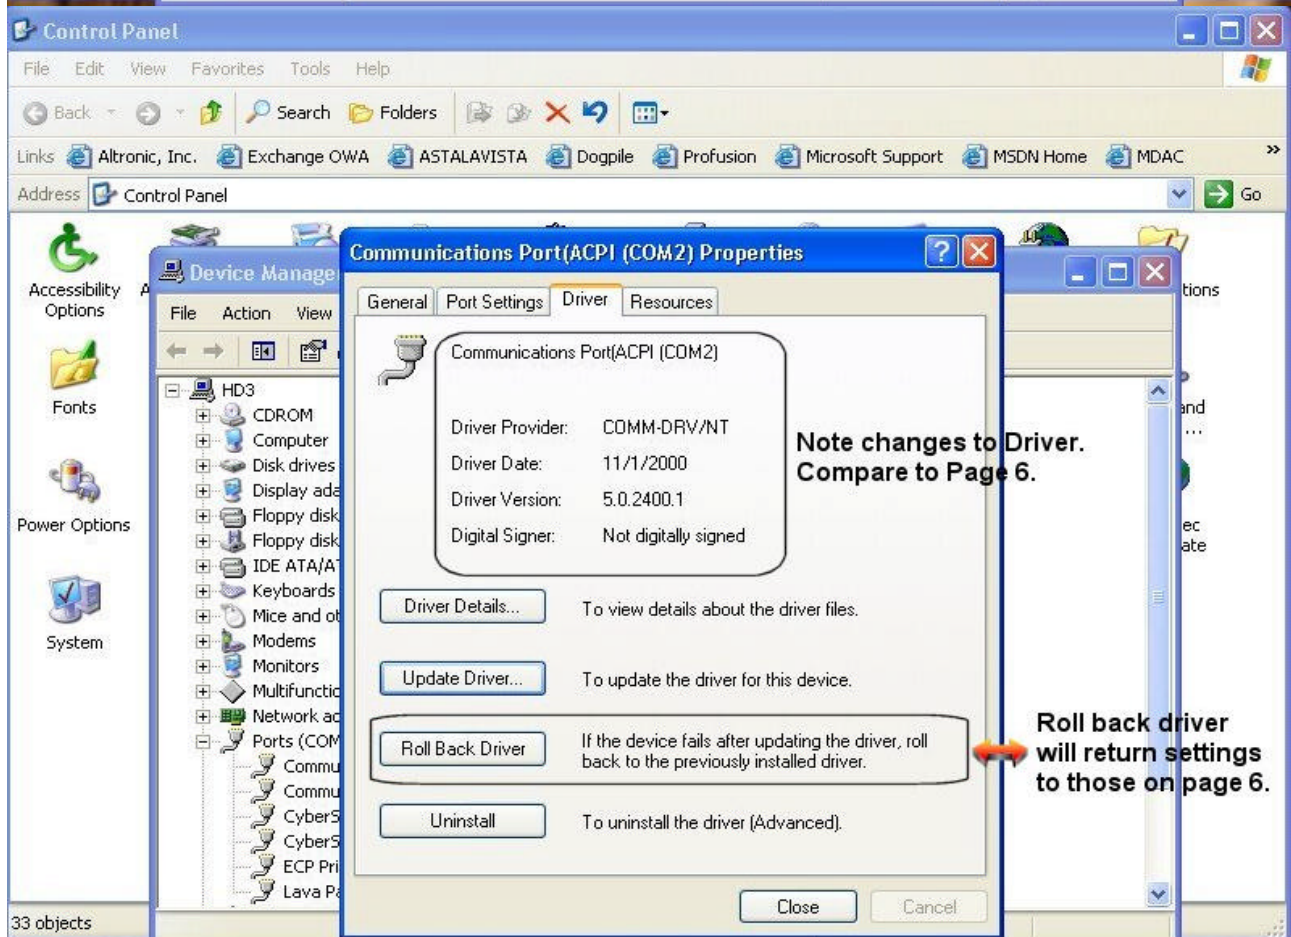 Control Panel
File Edit View Favorites Tools Help
Back Search Folders
Links Altronic, Inc. Exchange OWA ASTALAVISTA Dogpile Profusion Microsoft Support MSDN Home MDAC »
Address Control Panel Go
Accessibility
Options
Fonts
Power Options
System
tions
and
...
ec
ate
Device Manage
File Action View
HD3
CDROM
Computer
Disk drives
Display ada
Floppy disk
Floppy disk
IDE ATA/AT
Keyboards
Mice and ot
Modems
Monitors
Multifunctio
Network ad
Ports (COM
Commu
Commu
CyberS
CyberS
ECP Pri
Lava Pa
Communications Port(ACPI (COM2) Properties
General Port Settings Driver Resources
Communications Port(ACPI (COM2)
Driver Provider: COMM-DRV/NT
Driver Date: 11/1/2000
Driver Version: 5.0.2400.1
Digital Signer: Not digitally signed
Note changes to Driver.
Compare to Page 6.
Driver Details... To view details about the driver files.
Update Driver... To update the driver for this device.
Roll Back Driver If the device fails after updating the driver, roll
back to the previously installed driver.
Roll back driver
will return settings
to those on page 6.
Uninstall To uninstall the driver (Advanced).
Close Cancel
33 objects